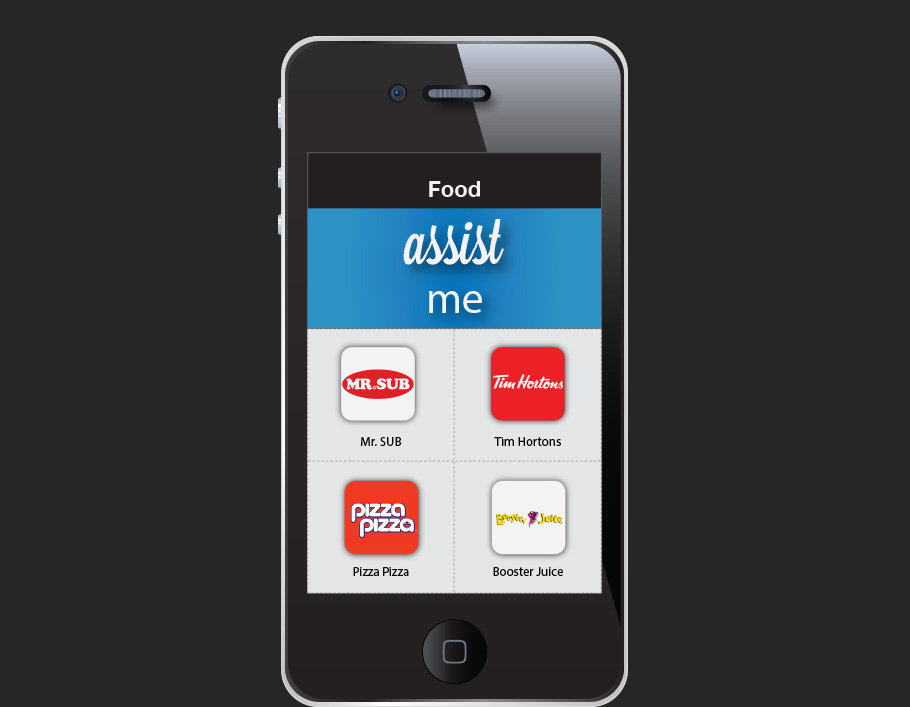 Food
assist
me
MR.SUB
Tim Hortons
Mr. SUB
Tim Hortons
pizza
pizza
Booster Juice
Pizza Pizza
Booster Juice